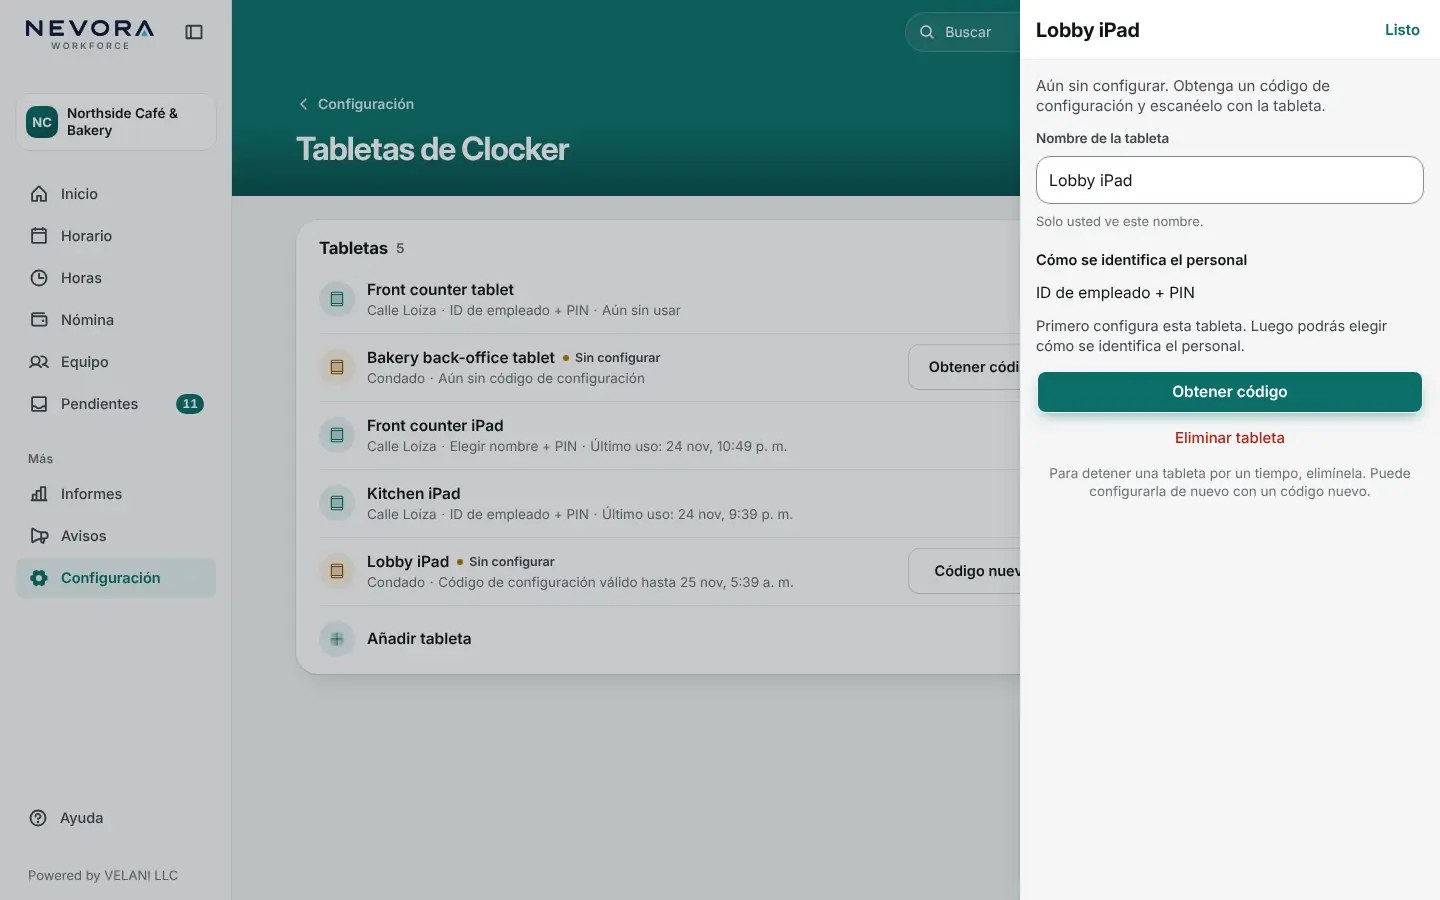 NEVORA
WORKFORCE
NC
Northside Café &
Bakery
Inicio
Horario
Horas
Nómina
Equipo
Pendientes 11
Más
Informes
Avisos
Configuración
Ayuda
Powered by VELANI LLC
Buscar
Configuración
Tabletas de Clocker
Tabletas 5
Front counter tablet
Calle Loíza · ID de empleado + PIN · Aún sin usar
Bakery back-office tablet Sin configurar
Condado · Aún sin código de configuración
Obtener códi
Front counter iPad
Calle Loíza · Elegir nombre + PIN · Último uso: 24 nov, 10:49 p. m.
Kitchen iPad
Calle Loíza · ID de empleado + PIN · Último uso: 24 nov, 9:39 p. m.
Lobby iPad Sin configurar
Condado · Código de configuración válido hasta 25 nov, 5:39 a. m.
Código nuev
Añadir tableta
Lobby iPad
Listo
Aún sin configurar. Obtenga un código de
configuración y escanéelo con la tableta.
Nombre de la tableta
Lobby iPad
Solo usted ve este nombre.
Cómo se identifica el personal
ID de empleado + PIN
Primero configura esta tableta. Luego podrás elegir
cómo se identifica el personal.
Obtener código
Eliminar tableta
Para detener una tableta por un tiempo, elimínela. Puede
configurarla de nuevo con un código nuevo.